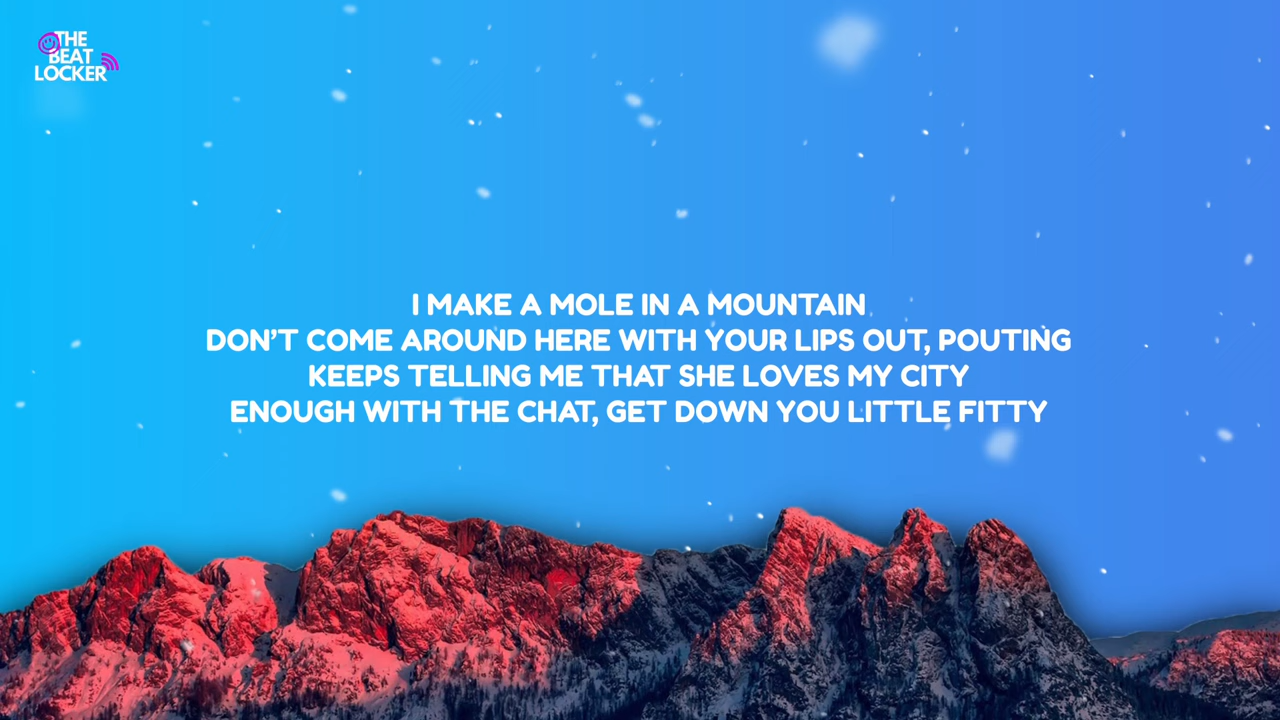 THE
BEAT
LOCKER
I MAKE A MOLE IN A MOUNTAIN
DON'T COME AROUND HERE WITH YOUR LIPS OUT, POUTING
KEEPS TELLING ME THAT SHE LOVES MY CITY
ENOUGH WITH THE CHAT, GET DOWN YOU LITTLE FITTY